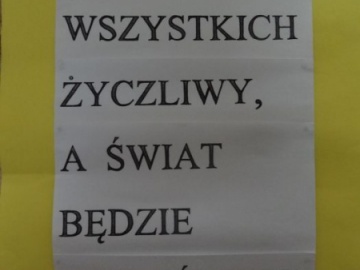 WSZYSTKICH
ŻYCZLIWY,
A ŚWIAT
BĘDZIE